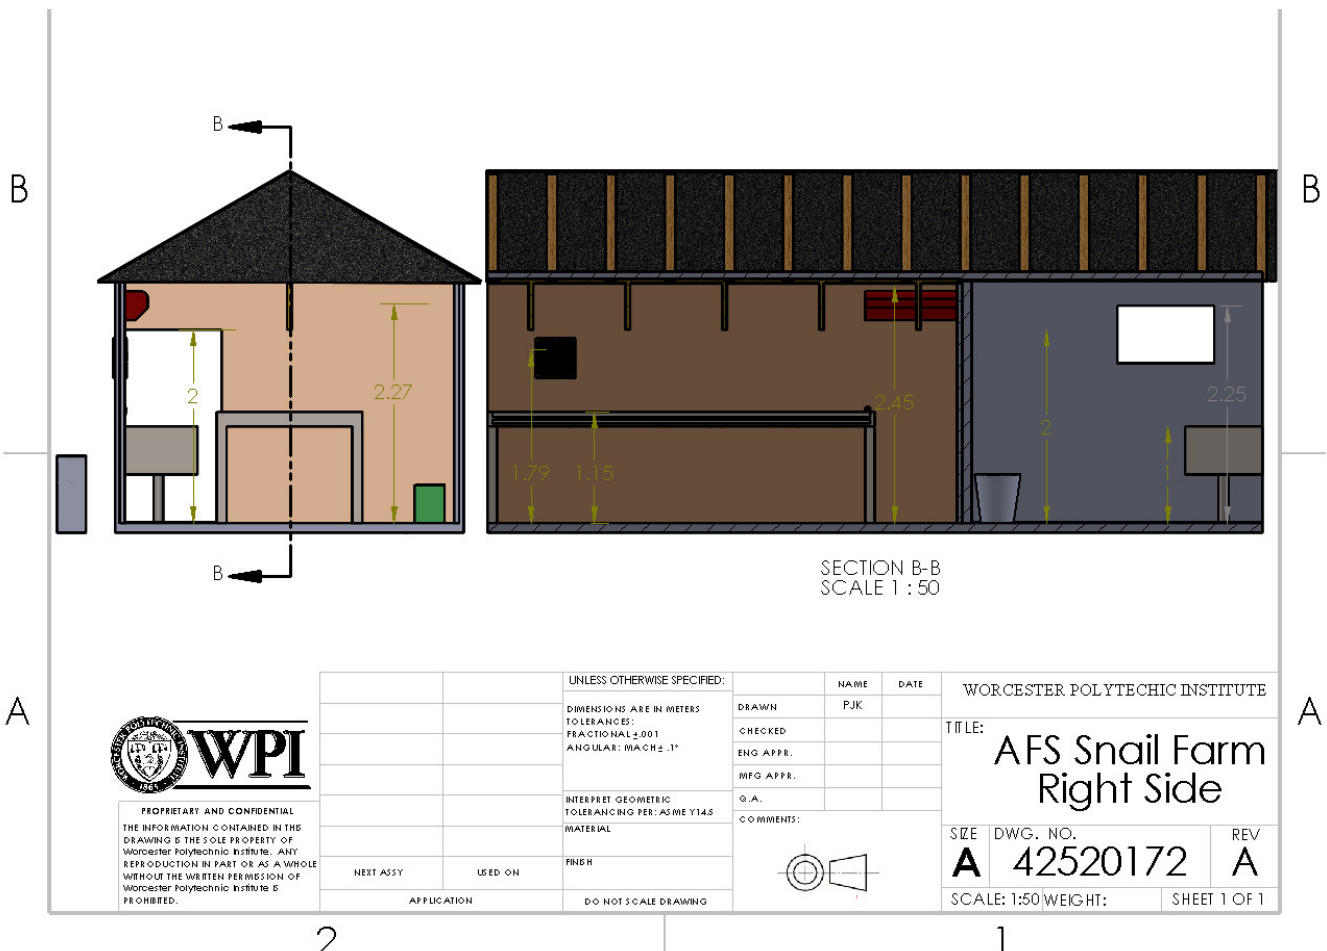 B
B
B
B
2
2.27
1.79
1.15
2.45
2
1
2.25
SECTION B-B
SCALE 1 : 50
A
A
WPI
1865
PROPRIETARY AND CONFIDENTIAL
THE INFORMATION CONTAINED IN THIS
DRAWING IS THE SOLE PROPERTY OF
Worcester Polytechnic Institute. ANY
REPRODUCTION IN PART OR AS A WHOLE
WITHOUT THE WRITTEN PERMISSION OF
Worcester Polytechnic Institute IS
PROHIBITED.
NEXT ASSY
USED ON
APPLICATION
UNLESS OTHERWISE SPECIFIED:
DIMENSIONS ARE IN METERS
TOLERANCES:
FRACTIONAL ±.001
ANGULAR: MACH± .1°
INTERPRET GEOMETRIC
TOLERANCING PER: ASME Y14.5
MATERIAL
FINISH
DO NOT SCALE DRAWING
NAME
DATE
DRAWN
PJK
CHECKED
ENG APPR.
MFG APPR.
Q.A.
COMMENTS:
WORCESTER POLYTECHIC INSTITUTE
TITLE:
AFS Snail Farm
Right Side
SIZE
DWG. NO.
REV
A
42520172
A
SCALE: 1:50
WEIGHT:
SHEET 1 OF 1
2
1